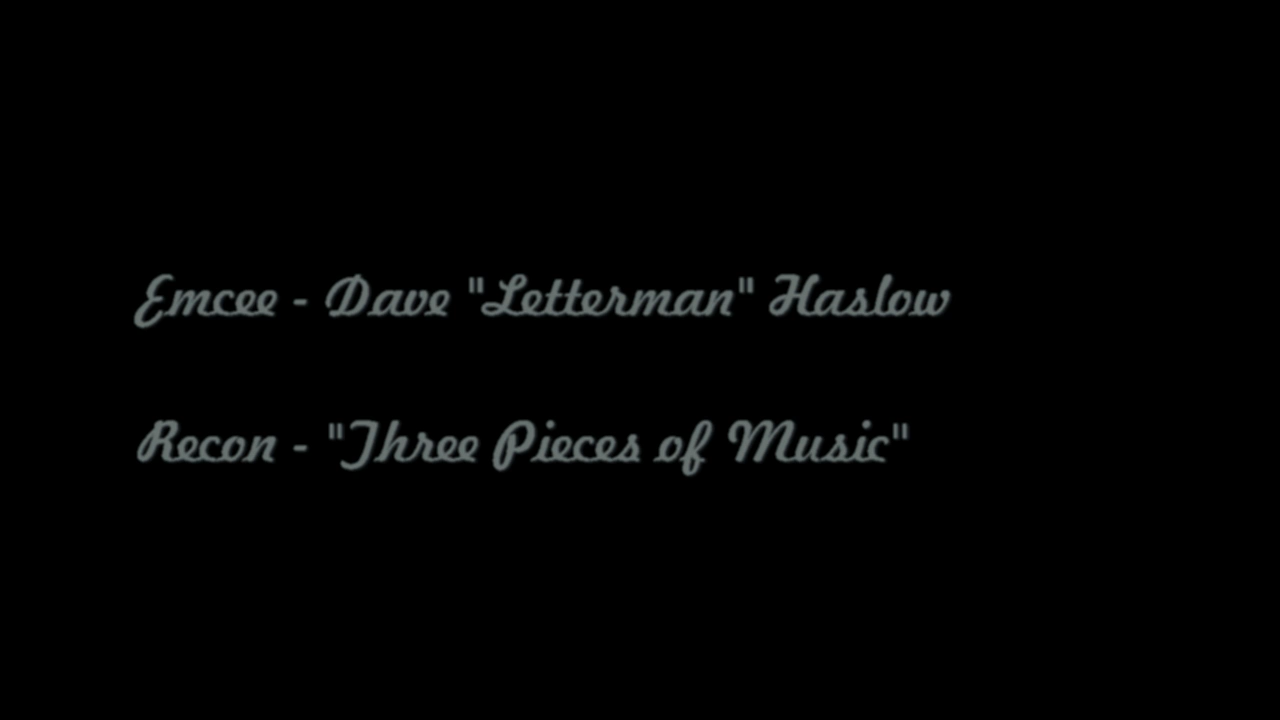 Emcee - Dave "Letterman" Haslow
Recon - "Three Pieces of Music"